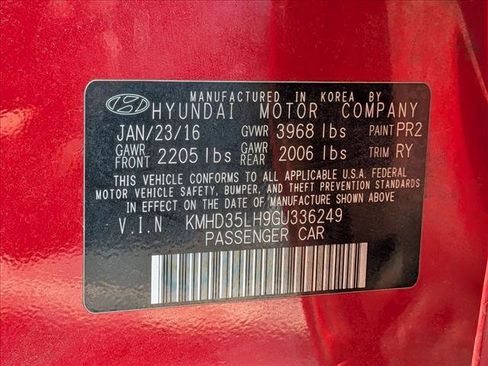 MANUFACTURED IN KOREA BY
HYUNDAI MOTOR COMPANY
JAN/23/16 GVWR 3968 lbs PAINT PR2
GAWR FRONT 2205 lbs GAWR REAR 2006 lbs TRIM RY
THIS VEHICLE CONFORMS TO ALL APPLICABLE U.S.A. FEDERAL
MOTOR VEHICLE SAFETY, BUMPER, AND THEFT PREVENTION STANDARDS
IN EFFECT ON THE DATE OF MANUFACTURE SHOWN ABOVE
V.I.N KMHD35LH9GU336249
PASSENGER CAR